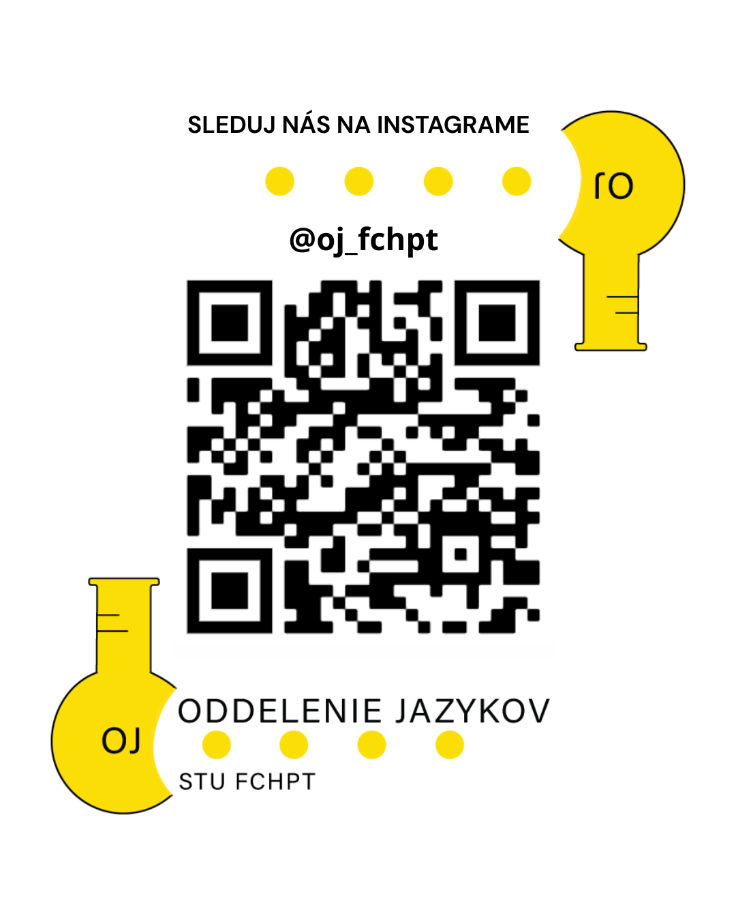 SLEDUJ NÁS NA INSTAGRAME
OJ
@oj_fchpt
ODDELENIE JAZYKOV
OJ
STU FCHPT